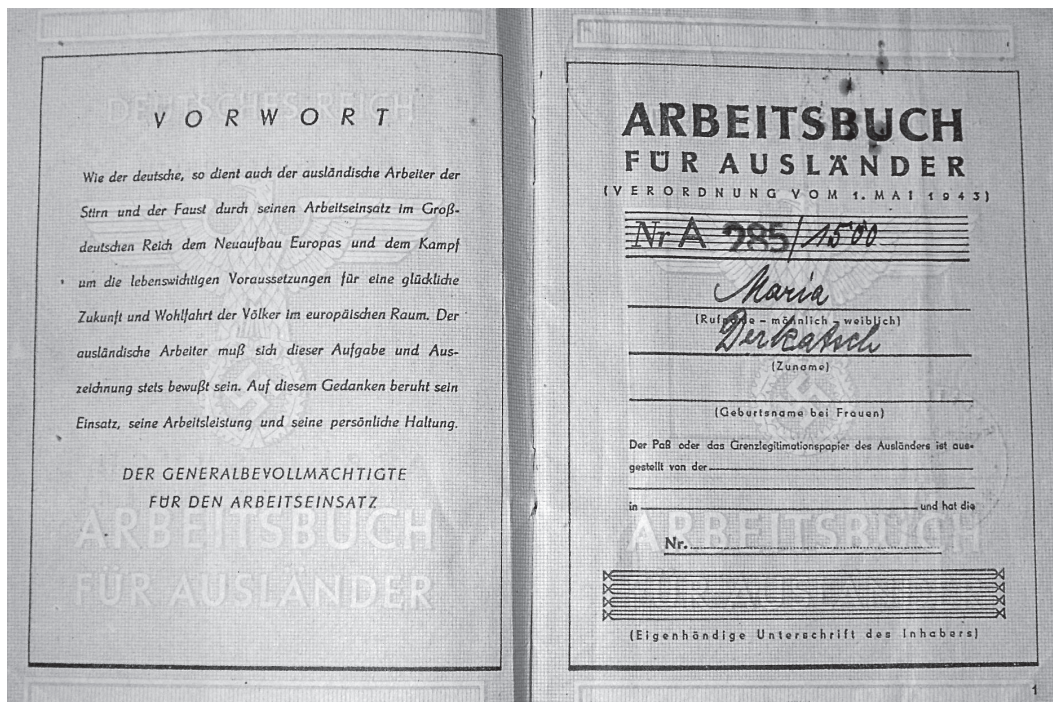 DEUTSCHES REICH
VORWORT
Wie der deutsche, so dient auch der ausländische Arbeiter der
Stirn und der Faust durch seinen Arbeitseinsatz im Groß-
deutschen Reich dem Neuaufbau Europas und dem Kampf
um die lebenswichtigen Voraussetzungen für eine glückliche
Zukunft und Wohlfahrt der Völker im europäischen Raum. Der
ausländische Arbeiter muß sich dieser Aufgabe und Aus-
zeichnung stets bewußt sein. Auf diesem Gedanken beruht sein
Einsatz, seine Arbeitsleistung und seine persönliche Haltung.
DER GENERALBEVOLLMÄCHTIGTE
FÜR DEN ARBEITSEINSATZ
ARBEITSBUCH
FÜR AUSLÄNDER
ARBEITSBUCH
FÜR AUSLÄNDER
(VERORDNUNG VOM 1. MAI 1943)
Nr A 285/1500
Maria
(Rufname – männlich – weiblich)
Derkatsch
(Zuname)
(Geburtsname bei Frauen)
Der Paß oder das Grenzlegitimationspapier des Ausländers ist aus-
gestellt von der
in und hat die
ARBEITSBUCH
Nr.
FÜR AUSLÄNDER
(Eigenhändige Unterschrift des Inhabers)
1